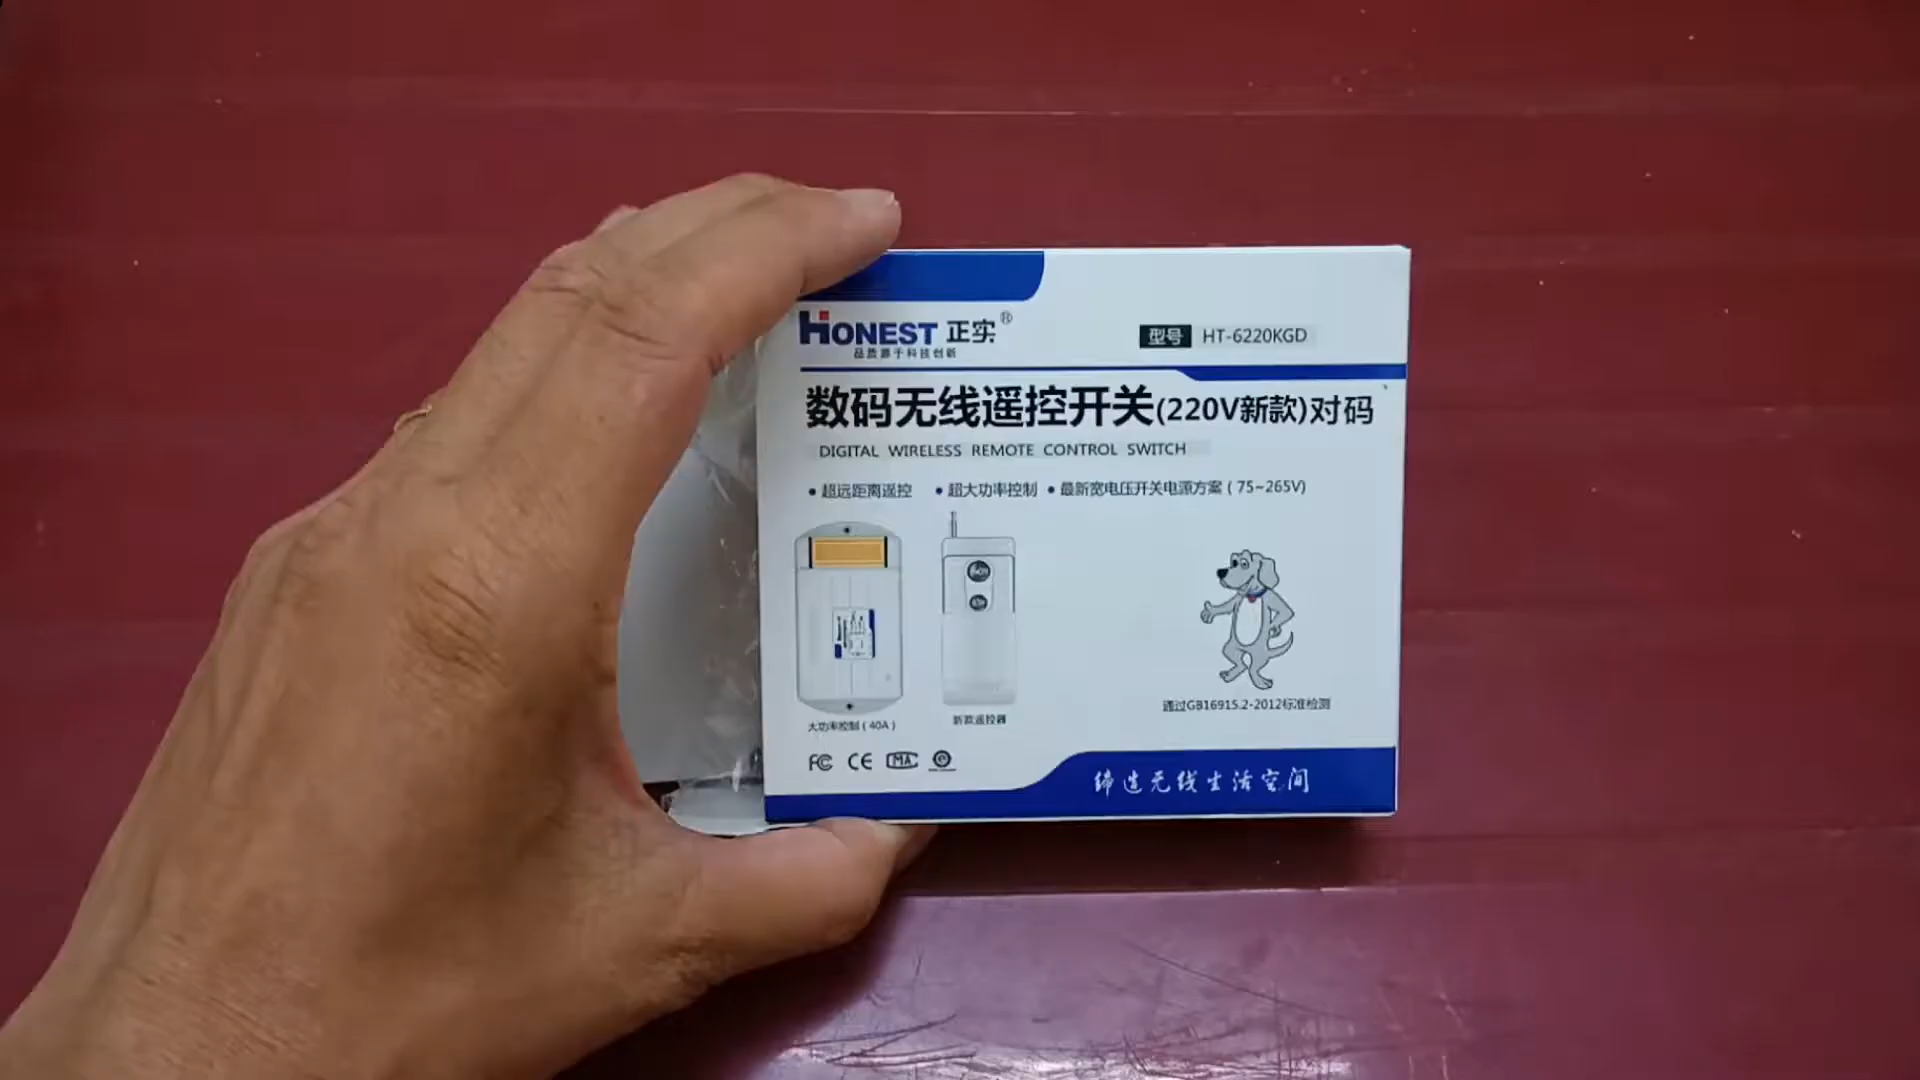 HONEST 正实®
品质源于科技创新
型号 HT-6220KGD
数码无线遥控开关(220V新款)对码
DIGITAL WIRELESS REMOTE CONTROL SWITCH
• 超远距离遥控 • 超大功率控制 • 最新宽电压开关电源方案 ( 75~265V)
大功率控制 ( 40A )
新款遥控器
通过GB16915.2-2012标准检测
FC CE MA
缔造无线生活空间